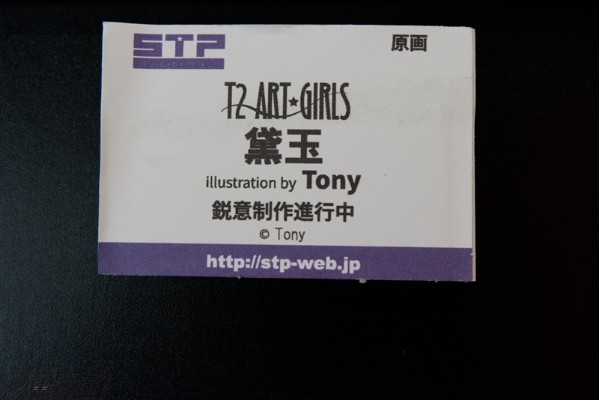 STP
原画
T2 ART★GIRLS
黛玉
illustration by Tony
鋭意制作進行中
© Tony
http://stp-web.jp